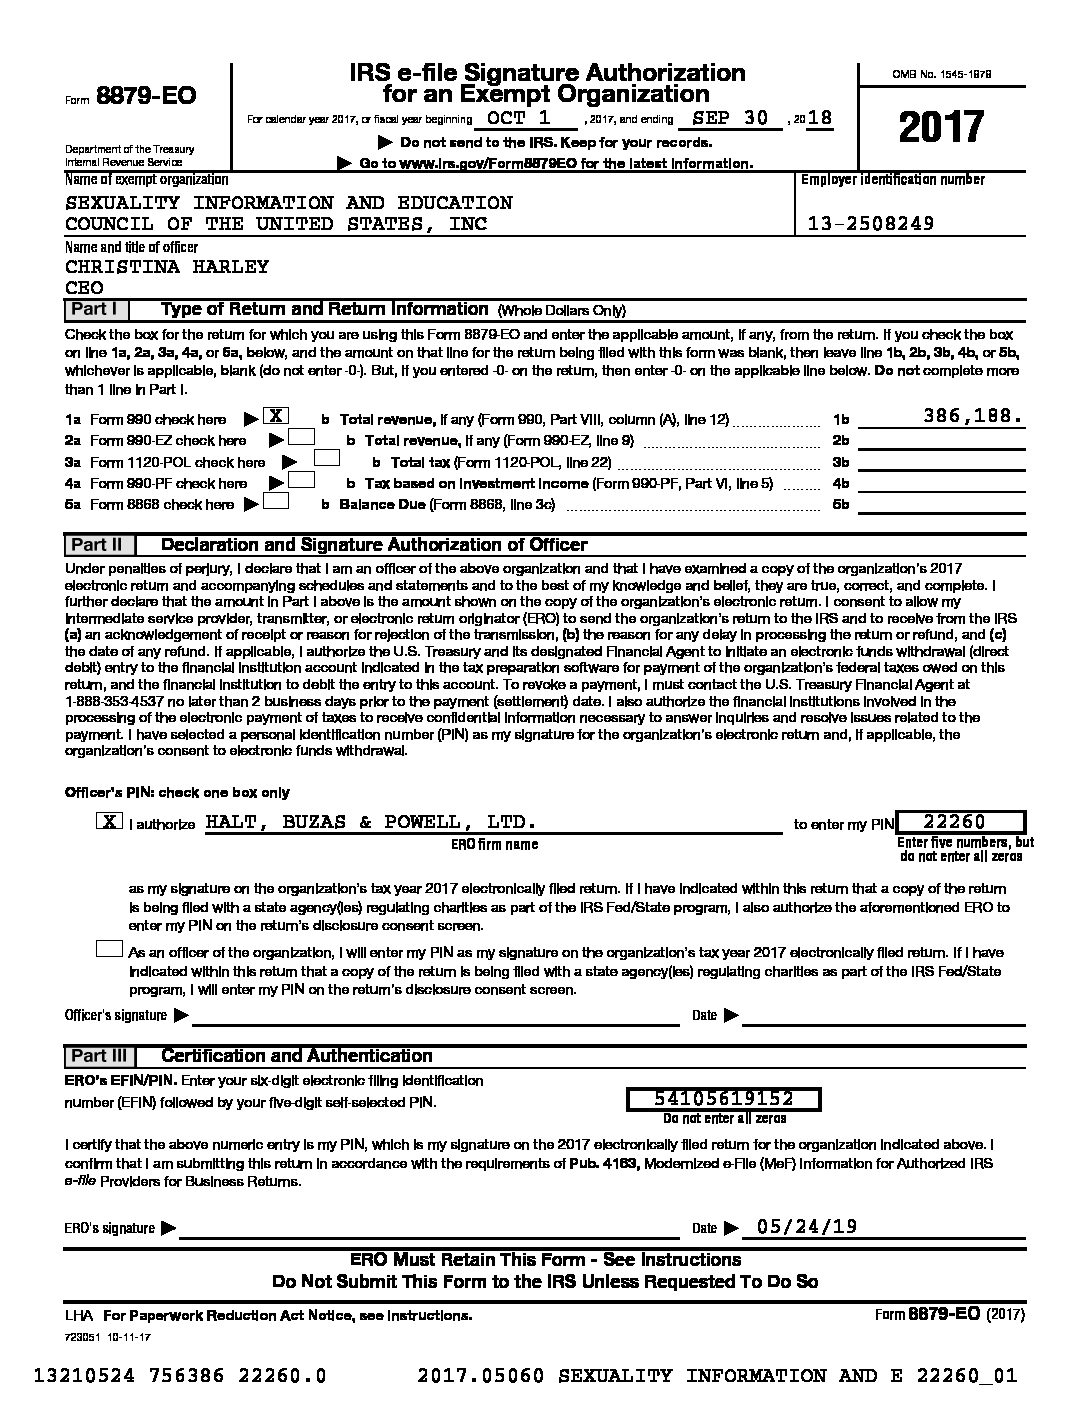 Form 8879-EO
Department of the Treasury
Internal Revenue Service
IRS e-file Signature Authorization
for an Exempt Organization
For calendar year 2017, or fiscal year beginning OCT 1 , 2017, and ending SEP 30 , 20 18
▶ Do not send to the IRS. Keep for your records.
▶ Go to www.irs.gov/Form8879EO for the latest information.
OMB No. 1545-1878
2017
Name of exempt organization
Employer identification number
SEXUALITY INFORMATION AND EDUCATION
COUNCIL OF THE UNITED STATES, INC
13-2508249
Name and title of officer
CHRISTINA HARLEY
CEO
Part I Type of Return and Return Information (Whole Dollars Only)
Check the box for the return for which you are using this Form 8879-EO and enter the applicable amount, if any, from the return. If you check the box
on line 1a, 2a, 3a, 4a, or 5a, below, and the amount on that line for the return being filed with this form was blank, then leave line 1b, 2b, 3b, 4b, or 5b,
whichever is applicable, blank (do not enter -0-). But, if you entered -0- on the return, then enter -0- on the applicable line below. Do not complete more
than 1 line in Part I.
1a Form 990 check here ▶ X b Total revenue, if any (Form 990, Part VIII, column (A), line 12) 1b 386,188.
2a Form 990-EZ check here ▶ b Total revenue, if any (Form 990-EZ, line 9) 2b
3a Form 1120-POL check here ▶ b Total tax (Form 1120-POL, line 22) 3b
4a Form 990-PF check here ▶ b Tax based on investment income (Form 990-PF, Part VI, line 5) 4b
5a Form 8868 check here ▶ b Balance Due (Form 8868, line 3c) 5b
Part II Declaration and Signature Authorization of Officer
Under penalties of perjury, I declare that I am an officer of the above organization and that I have examined a copy of the organization's 2017
electronic return and accompanying schedules and statements and to the best of my knowledge and belief, they are true, correct, and complete. I
further declare that the amount in Part I above is the amount shown on the copy of the organization's electronic return. I consent to allow my
intermediate service provider, transmitter, or electronic return originator (ERO) to send the organization's return to the IRS and to receive from the IRS
(a) an acknowledgement of receipt or reason for rejection of the transmission, (b) the reason for any delay in processing the return or refund, and (c)
the date of any refund. If applicable, I authorize the U.S. Treasury and its designated Financial Agent to initiate an electronic funds withdrawal (direct
debit) entry to the financial institution account indicated in the tax preparation software for payment of the organization's federal taxes owed on this
return, and the financial institution to debit the entry to this account. To revoke a payment, I must contact the U.S. Treasury Financial Agent at
1-888-353-4537 no later than 2 business days prior to the payment (settlement) date. I also authorize the financial institutions involved in the
processing of the electronic payment of taxes to receive confidential information necessary to answer inquiries and resolve issues related to the
payment. I have selected a personal identification number (PIN) as my signature for the organization's electronic return and, if applicable, the
organization's consent to electronic funds withdrawal.
Officer's PIN: check one box only
X I authorize HALT, BUZAS & POWELL, LTD. to enter my PIN 22260
ERO firm name
Enter five numbers, but
do not enter all zeros
as my signature on the organization's tax year 2017 electronically filed return. If I have indicated within this return that a copy of the return
is being filed with a state agency(ies) regulating charities as part of the IRS Fed/State program, I also authorize the aforementioned ERO to
enter my PIN on the return's disclosure consent screen.
As an officer of the organization, I will enter my PIN as my signature on the organization's tax year 2017 electronically filed return. If I have
indicated within this return that a copy of the return is being filed with a state agency(ies) regulating charities as part of the IRS Fed/State
program, I will enter my PIN on the return's disclosure consent screen.
Officer's signature ▶ Date ▶
Part III Certification and Authentication
ERO's EFIN/PIN. Enter your six-digit electronic filing identification
number (EFIN) followed by your five-digit self-selected PIN.
54105619152
Do not enter all zeros
I certify that the above numeric entry is my PIN, which is my signature on the 2017 electronically filed return for the organization indicated above. I
confirm that I am submitting this return in accordance with the requirements of Pub. 4163, Modernized e-File (MeF) Information for Authorized IRS
e-file Providers for Business Returns.
ERO's signature ▶ Date ▶ 05/24/19
ERO Must Retain This Form - See Instructions
Do Not Submit This Form to the IRS Unless Requested To Do So
LHA For Paperwork Reduction Act Notice, see instructions.
Form 8879-EO (2017)
723051 10-11-17
13210524 756386 22260.0 2017.05060 SEXUALITY INFORMATION AND E 22260_01